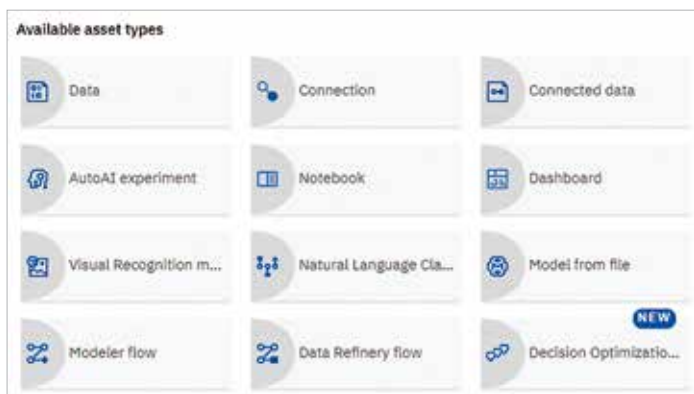 Available asset types
Data
Connection
Connected data
AutoAI experiment
Notebook
Dashboard
Visual Recognition m...
Natural Language Cla...
Model from file
NEW
Modeler flow
Data Refinery flow
Decision Optimizatio...